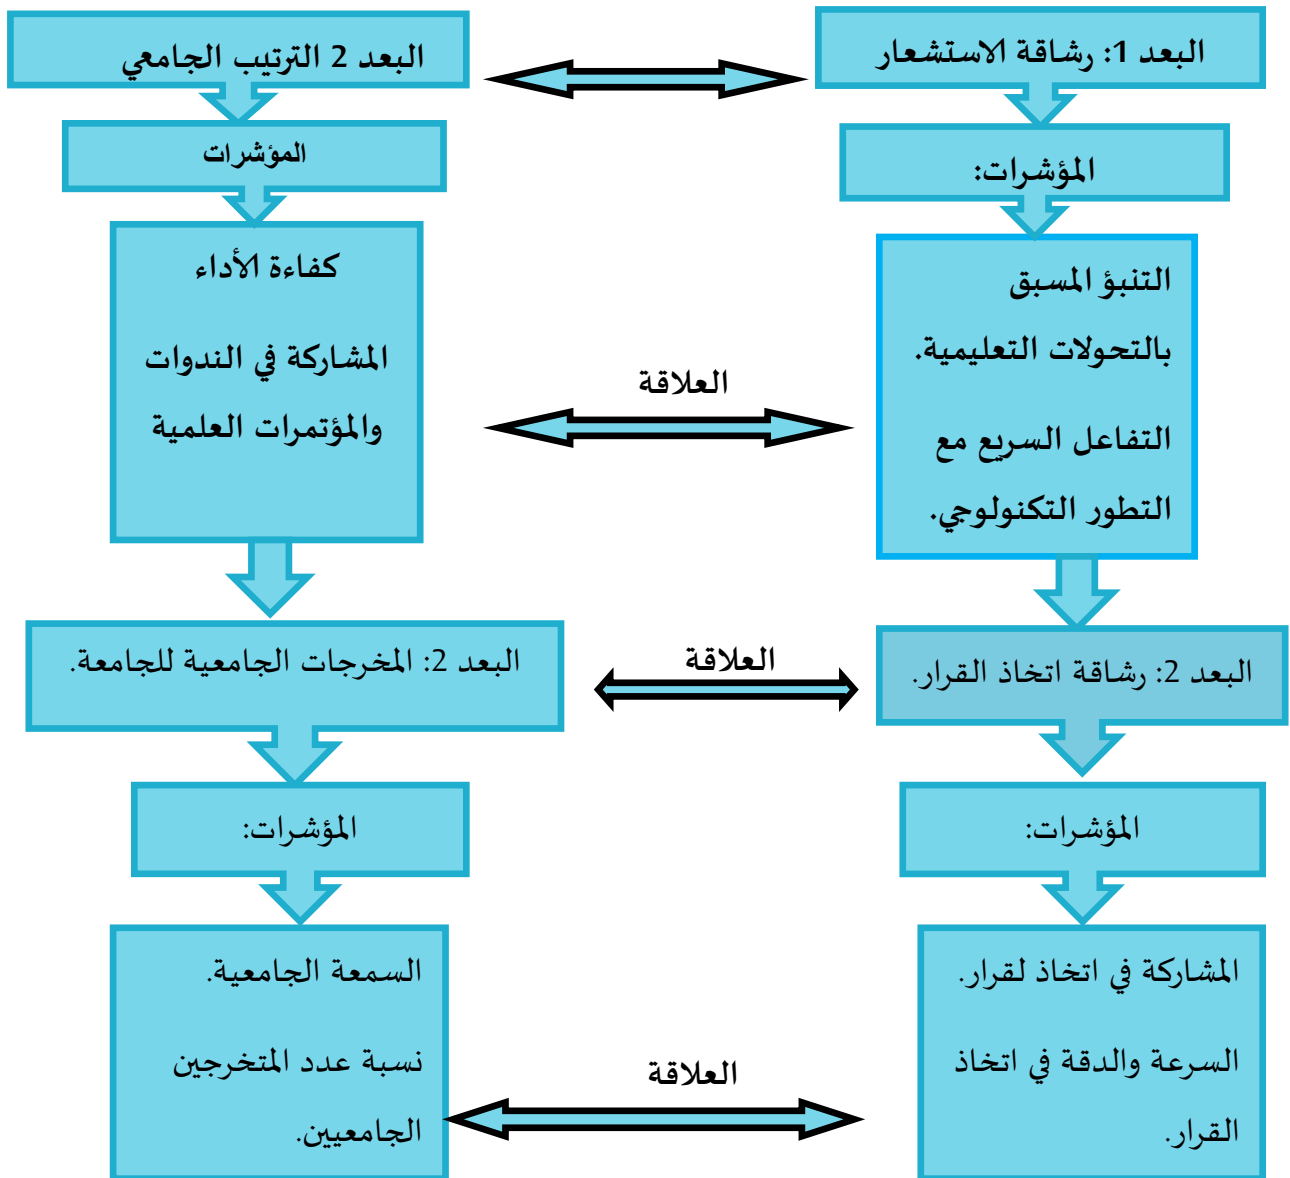 البعد 1: رشاقة الاستشعار
البعد 2 الترتيب الجامعي
المؤشرات:
المؤشرات
التنبؤ المسبق
بالتحولات التعليمية.
التفاعل السريع مع
التطور التكنولوجي.
العلاقة
كفاءة الأداء
المشاركة في الندوات
والمؤتمرات العلمية
البعد 2: رشاقة اتخاذ القرار.
العلاقة
البعد 2: المخرجات الجامعية للجامعة.
المؤشرات:
المؤشرات:
المشاركة في اتخاذ لقرار.
السرعة والدقة في اتخاذ
القرار.
العلاقة
السمعة الجامعية.
نسبة عدد المتخرجين
الجامعيين.